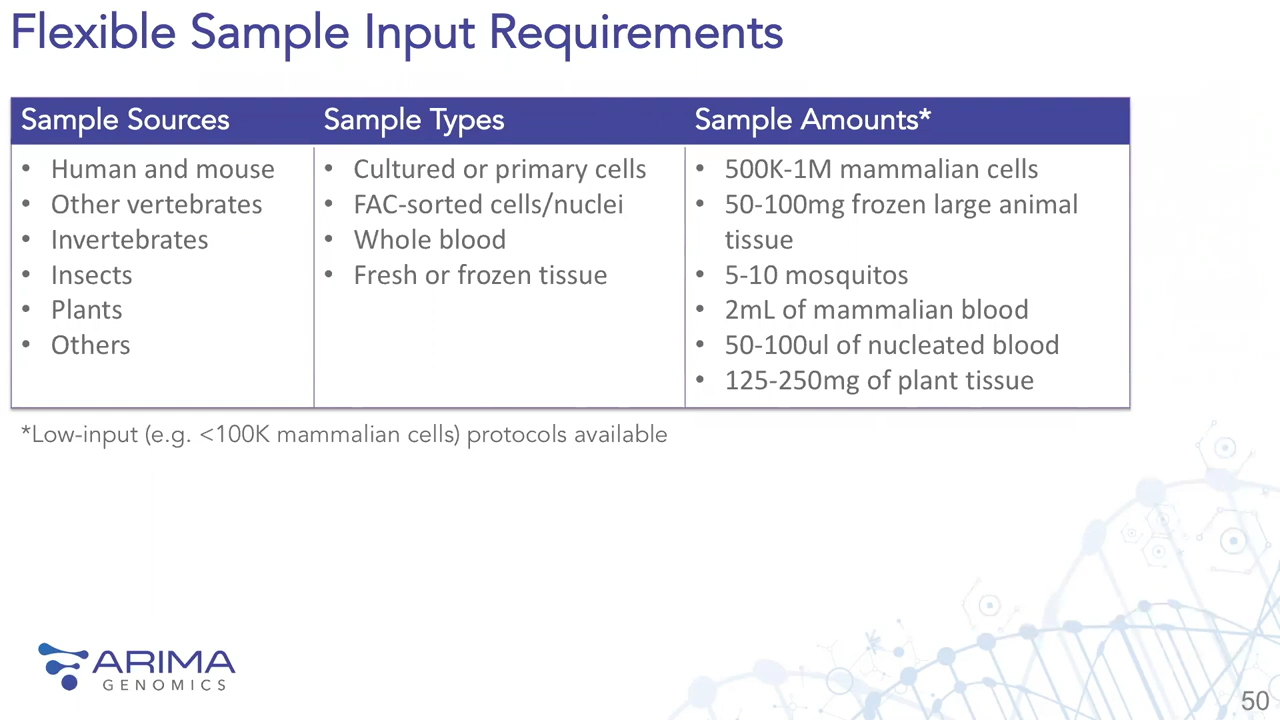 Flexible Sample Input Requirements
Sample Sources
• Human and mouse
• Other vertebrates
• Invertebrates
• Insects
• Plants
• Others
Sample Types
• Cultured or primary cells
• FAC-sorted cells/nuclei
• Whole blood
• Fresh or frozen tissue
Sample Amounts*
• 500K-1M mammalian cells
• 50-100mg frozen large animal
tissue
• 5-10 mosquitos
• 2mL of mammalian blood
• 50-100ul of nucleated blood
• 125-250mg of plant tissue
*Low-input (e.g. <100K mammalian cells) protocols available
ARIMA
GENOMICS
50